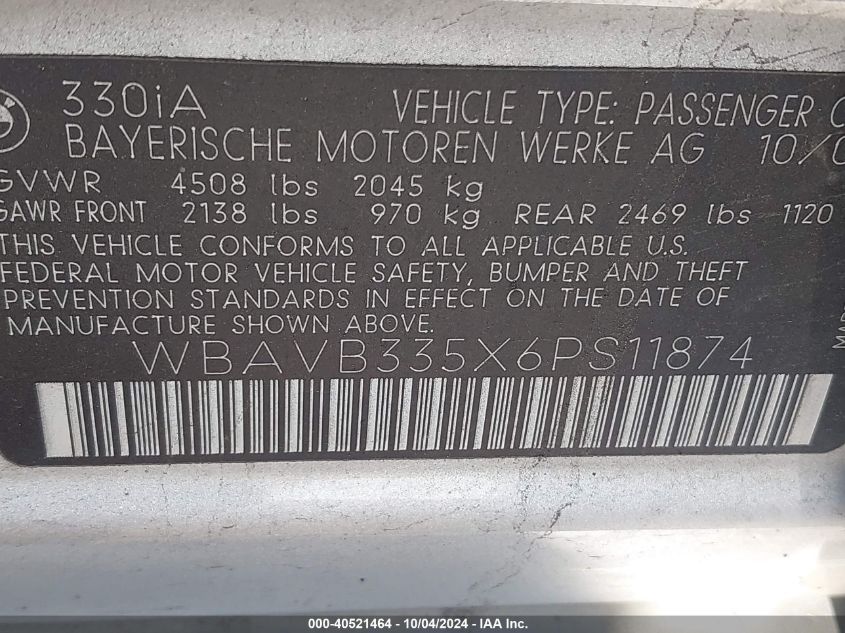 330iA VEHICLE TYPE: PASSENGER
BAYERISCHE MOTOREN WERKE AG 10/0
GVWR 4508 lbs 2045 kg
GAWR FRONT 2138 lbs 970 kg REAR 2469 lbs 1120
THIS VEHICLE CONFORMS TO ALL APPLICABLE U.S.
FEDERAL MOTOR VEHICLE SAFETY, BUMPER AND THEFT
PREVENTION STANDARDS IN EFFECT ON THE DATE OF
MANUFACTURE SHOWN ABOVE.
WBAVB335X6PS11874
000-40521464 - 10/04/2024 - IAA, Inc.